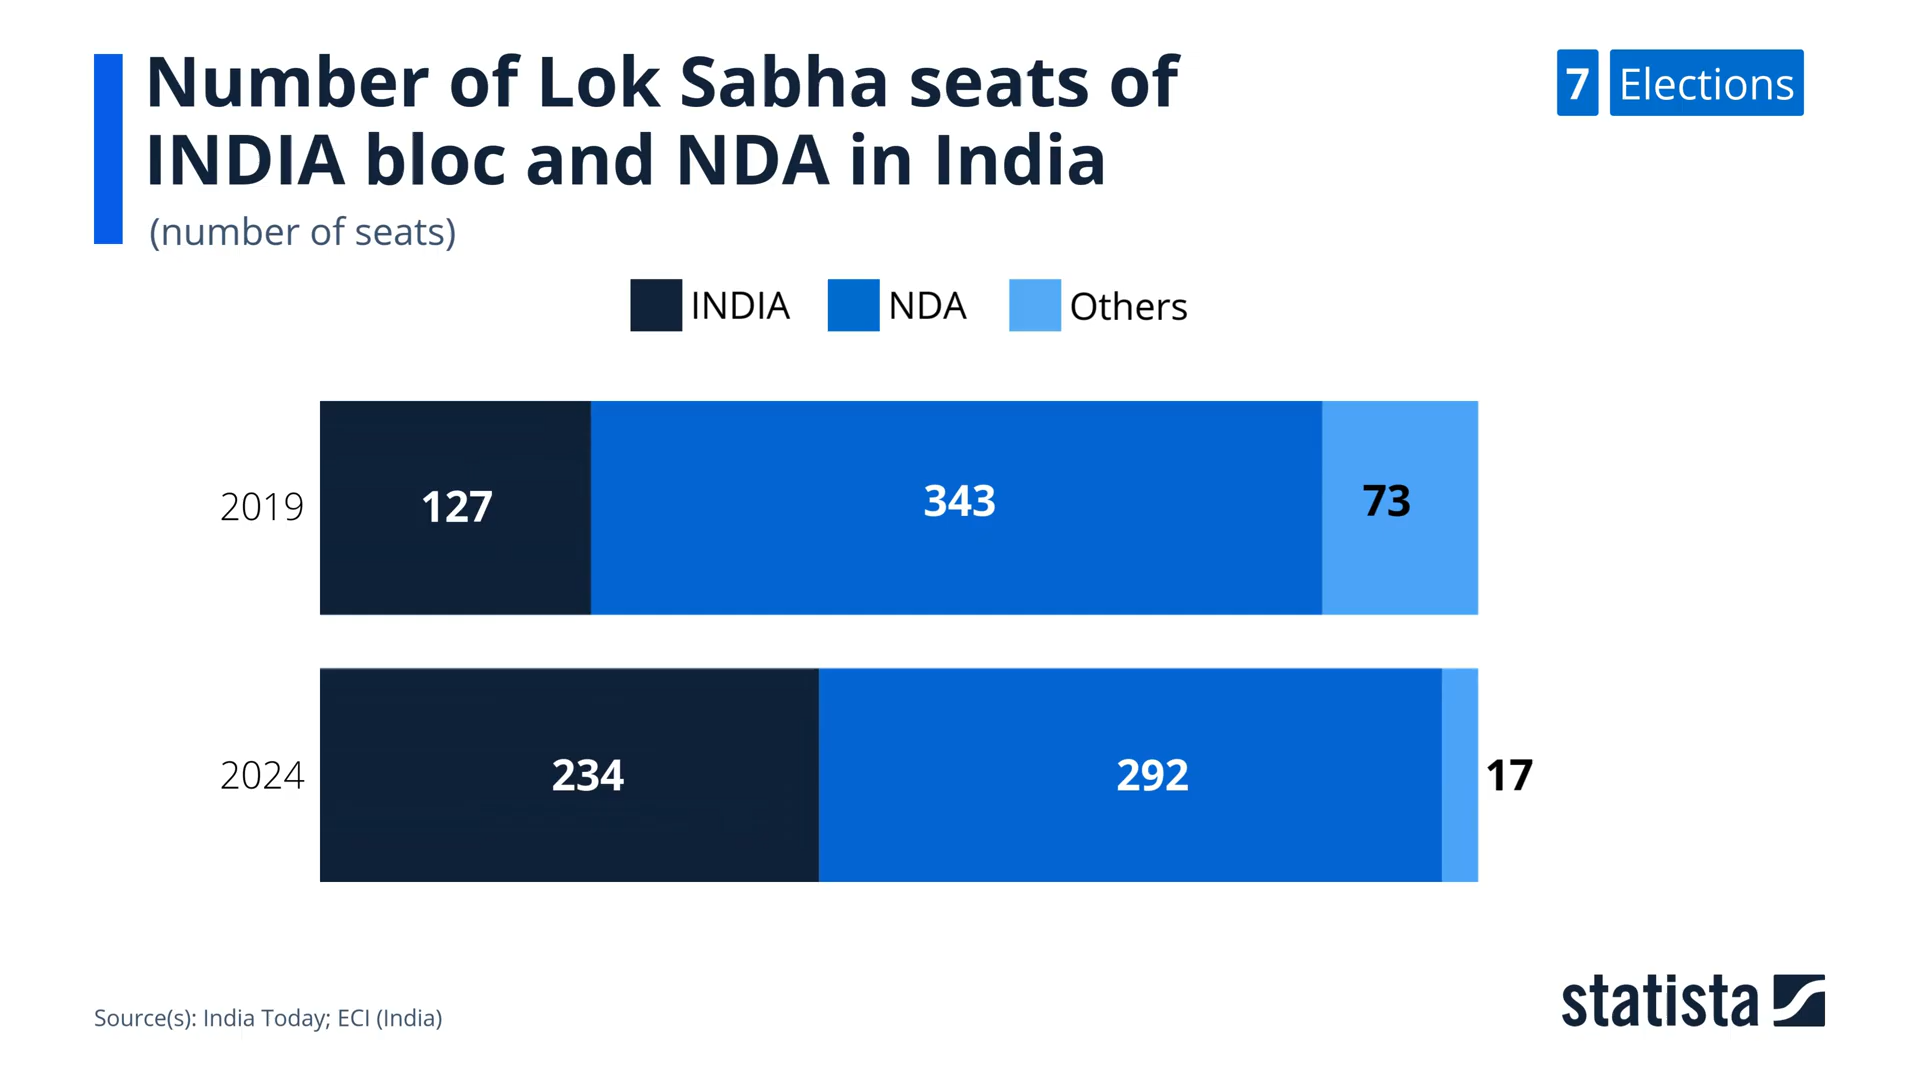 Number of Lok Sabha seats of
INDIA bloc and NDA in India
(number of seats)
7 Elections
INDIA NDA Others
2019 127 343 73
2024 234 292 17
Source(s): India Today; ECI (India)
statista